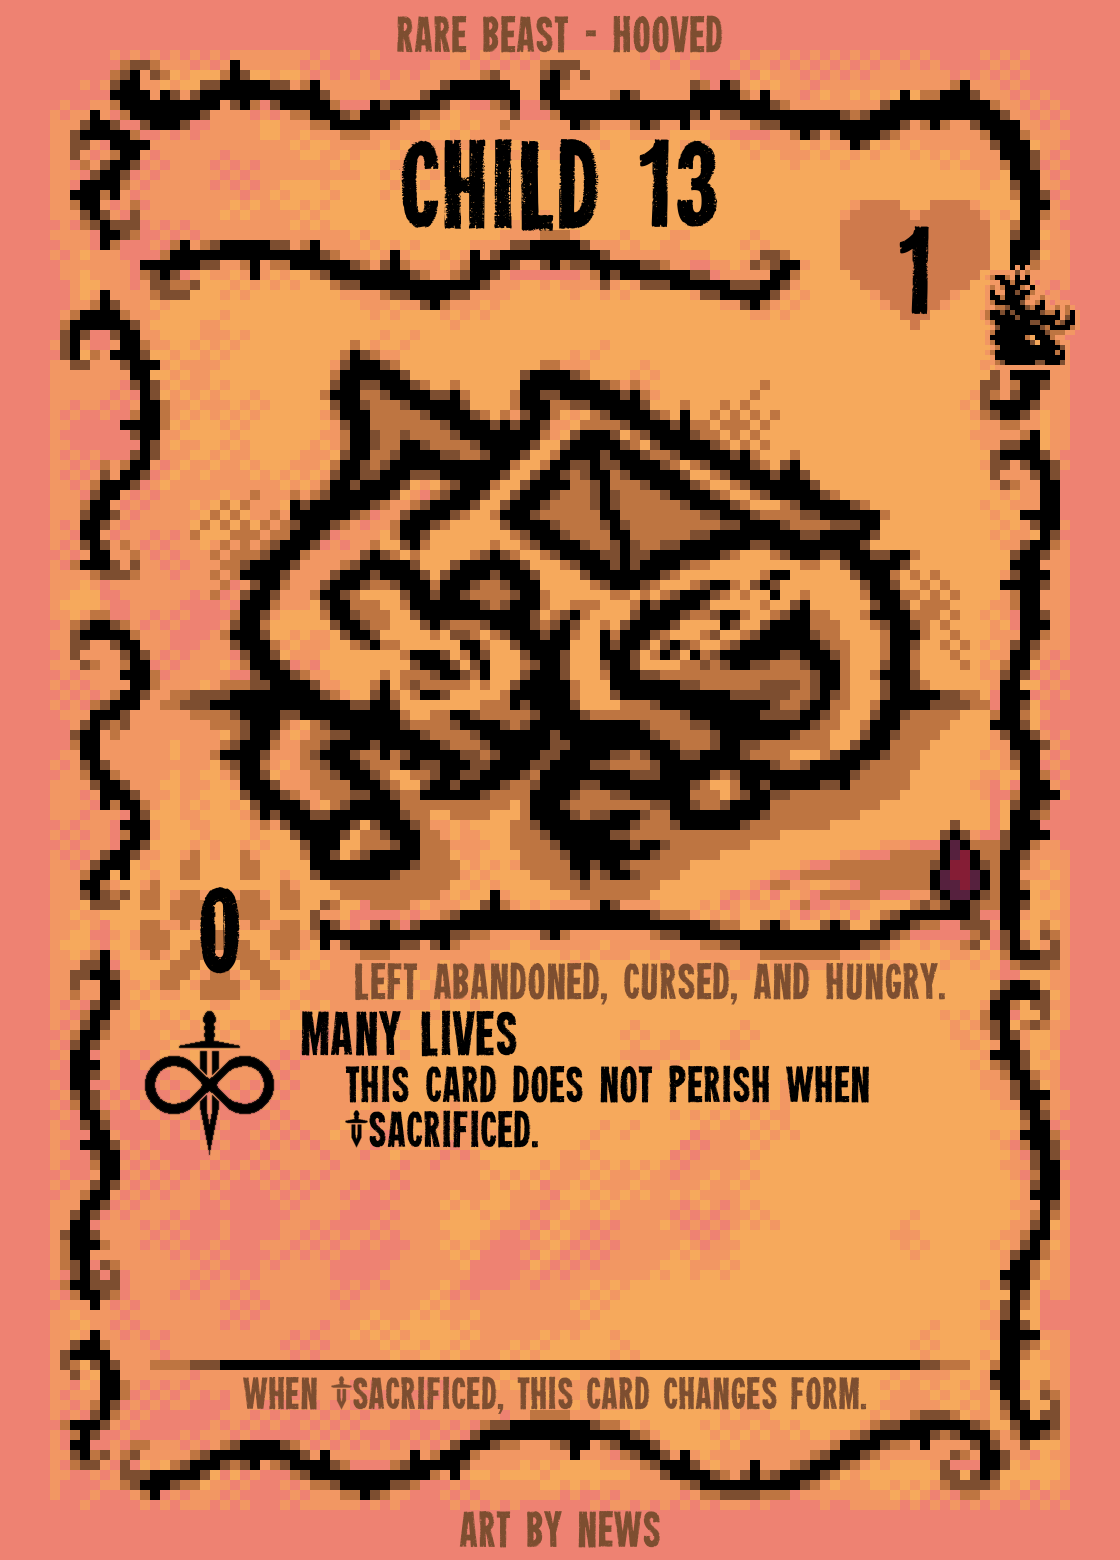 RARE BEAST - HOOVED
CHILD 13
1
0
LEFT ABANDONED, CURSED, AND HUNGRY.
MANY LIVES
THIS CARD DOES NOT PERISH WHEN
SACRIFICED.
WHEN SACRIFICED, THIS CARD CHANGES FORM.
ART BY NEWS